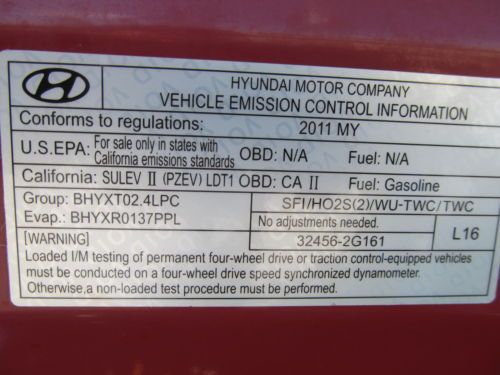 HYUNDAI MOTOR COMPANY
VEHICLE EMISSION CONTROL INFORMATION
Conforms to regulations: 2011 MY
U.S.EPA: For sale only in states with California emissions standards OBD: N/A Fuel: N/A
California: SULEV II (PZEV) LDT1 OBD: CA II Fuel: Gasoline
Group: BHYXT02.4LPC SFI/HO2S(2)/WU-TWC/TWC
Evap.: BHYXR0137PPL No adjustments needed. L16
[WARNING] 32456-2G161
Loaded I/M testing of permanent four-wheel drive or traction control-equipped vehicles
must be conducted on a four-wheel drive speed synchronized dynamometer.
Otherwise,a non-loaded test procedure must be performed.